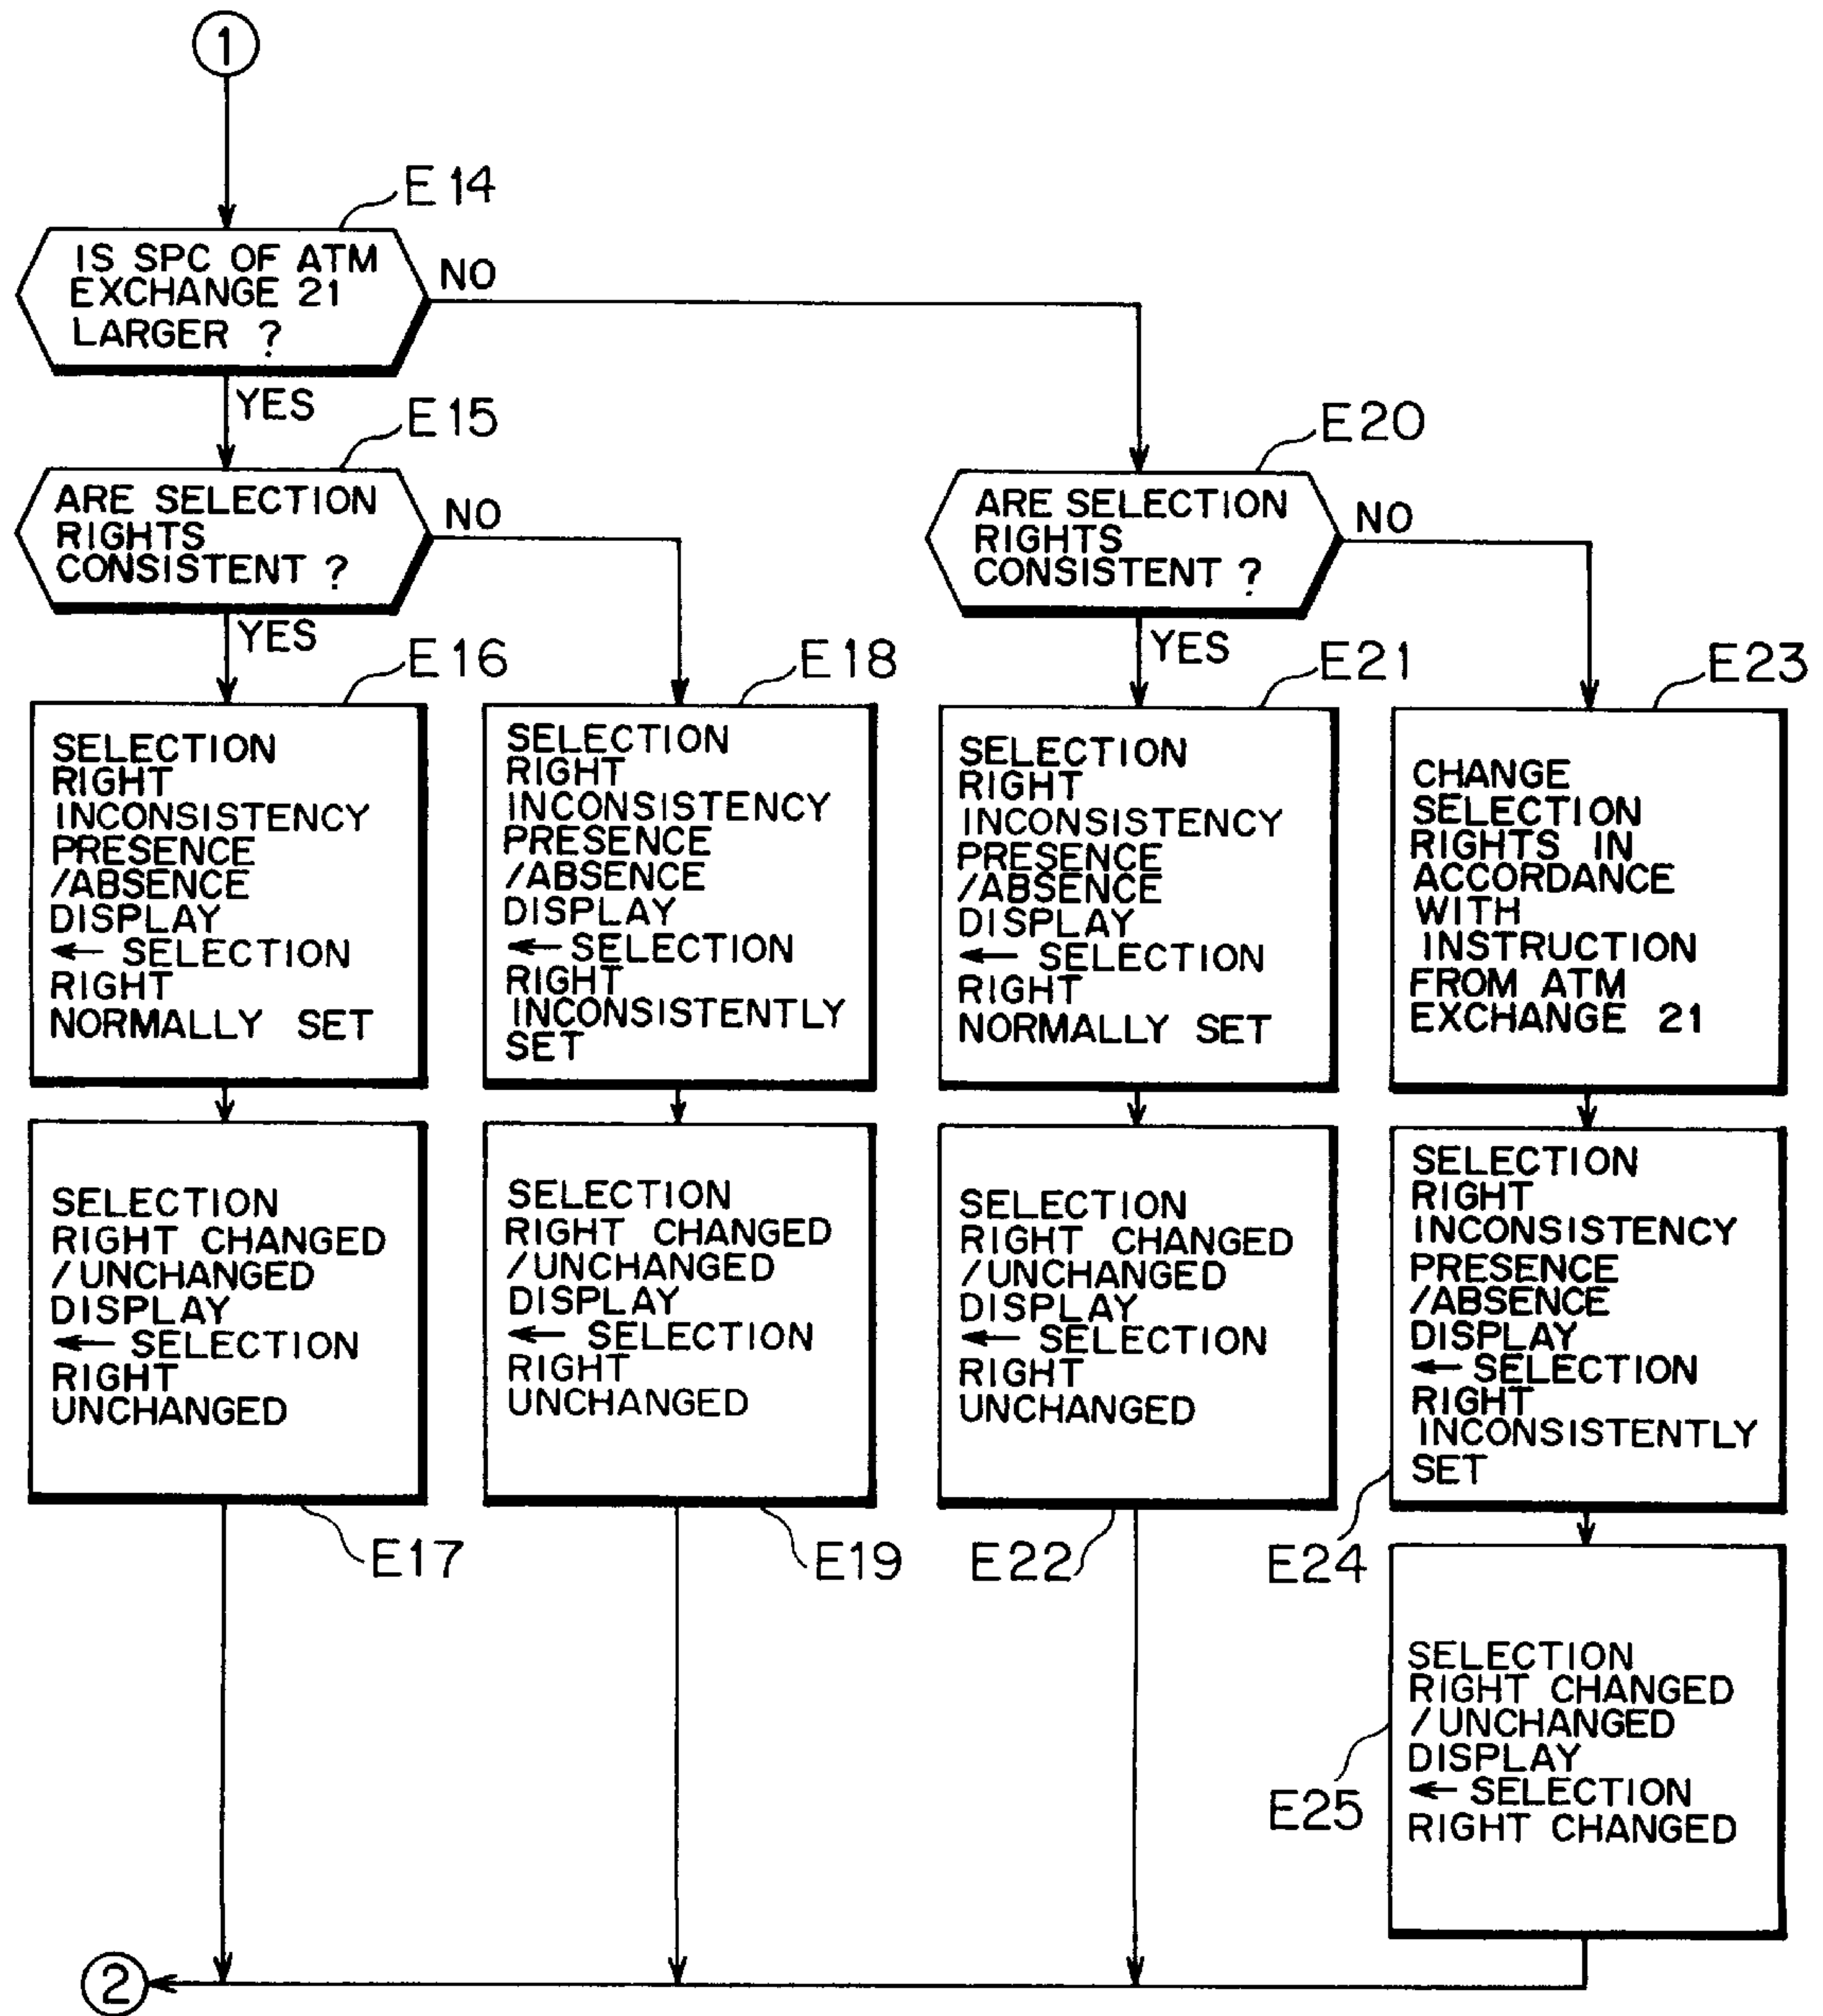 1
E14
IS SPC OF ATM
EXCHANGE 21
LARGER ?
NO
YES
E15
ARE SELECTION
RIGHTS
CONSISTENT ?
NO
YES
E20
ARE SELECTION
RIGHTS
CONSISTENT ?
NO
YES
E16
SELECTION
RIGHT
INCONSISTENCY
PRESENCE
/ABSENCE
DISPLAY
← SELECTION
RIGHT
NORMALLY SET
E18
SELECTION
RIGHT
INCONSISTENCY
PRESENCE
/ABSENCE
DISPLAY
← SELECTION
RIGHT
INCONSISTENTLY
SET
E21
SELECTION
RIGHT
INCONSISTENCY
PRESENCE
/ABSENCE
DISPLAY
← SELECTION
RIGHT
NORMALLY SET
E23
CHANGE
SELECTION
RIGHTS IN
ACCORDANCE
WITH
INSTRUCTION
FROM ATM
EXCHANGE 21
SELECTION
RIGHT CHANGED
/UNCHANGED
DISPLAY
← SELECTION
RIGHT
UNCHANGED
E17
SELECTION
RIGHT CHANGED
/UNCHANGED
DISPLAY
← SELECTION
RIGHT
UNCHANGED
E19
SELECTION
RIGHT CHANGED
/UNCHANGED
DISPLAY
← SELECTION
RIGHT
UNCHANGED
E22
SELECTION
RIGHT
INCONSISTENCY
PRESENCE
/ABSENCE
DISPLAY
← SELECTION
RIGHT
INCONSISTENTLY
SET
E24
SELECTION
RIGHT CHANGED
/UNCHANGED
DISPLAY
← SELECTION
RIGHT CHANGED
E25
2